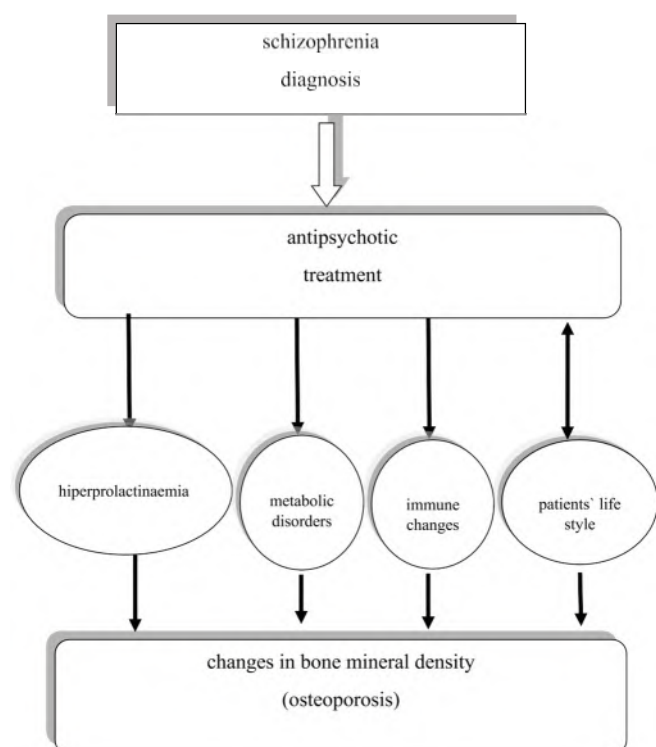 schizophrenia
diagnosis
antipsychotic
treatment
hiperprolactinaemia
metabolic
disorders
immune
changes
patients` life
style
changes in bone mineral density
(osteoporosis)